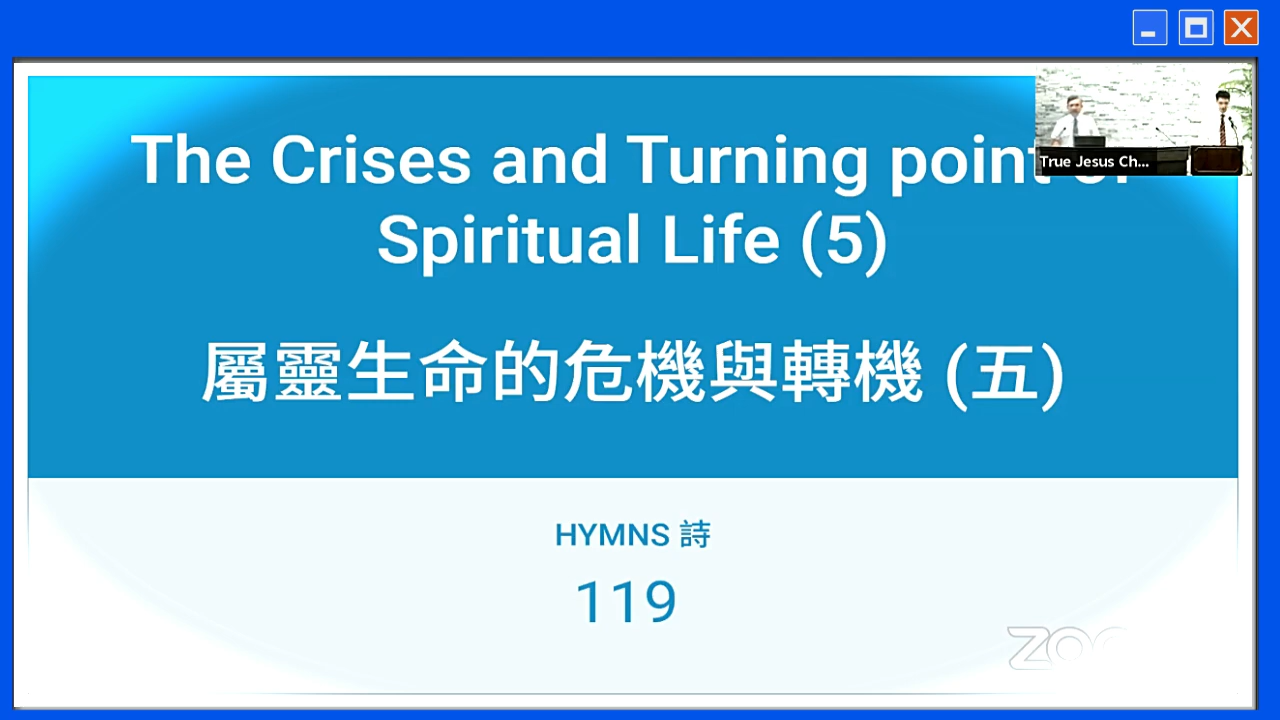 The Crises and Turning point of
Spiritual Life (5)
屬靈生命的危機與轉機 (五)
HYMNS 詩
119
True Jesus Ch...